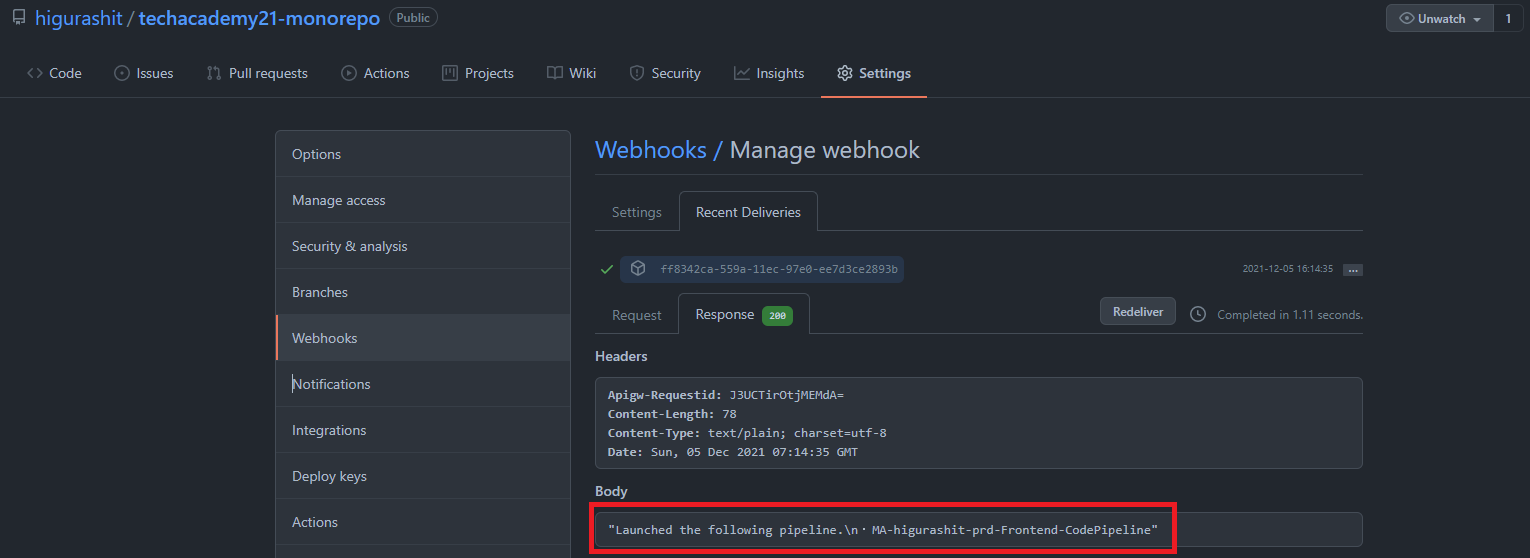 higurashit / techacademy21-monorepo Public
Unwatch 1
Code Issues Pull requests Actions Projects Wiki Security Insights Settings
Options
Manage access
Security & analysis
Branches
Webhooks
Notifications
Integrations
Deploy keys
Actions
Webhooks / Manage webhook
Settings Recent Deliveries
ff8342ca-559a-11ec-97e0-ee7d3ce2893b 2021-12-05 16:14:35 ...
Request Response 200 Redeliver Completed in 1.11 seconds.
Headers
Apigw-Requestid: J3UCTirOtjMEMdA=
Content-Length: 78
Content-Type: text/plain; charset=utf-8
Date: Sun, 05 Dec 2021 07:14:35 GMT
Body
"Launched the following pipeline.\n・MA-higurashit-prd-Frontend-CodePipeline"